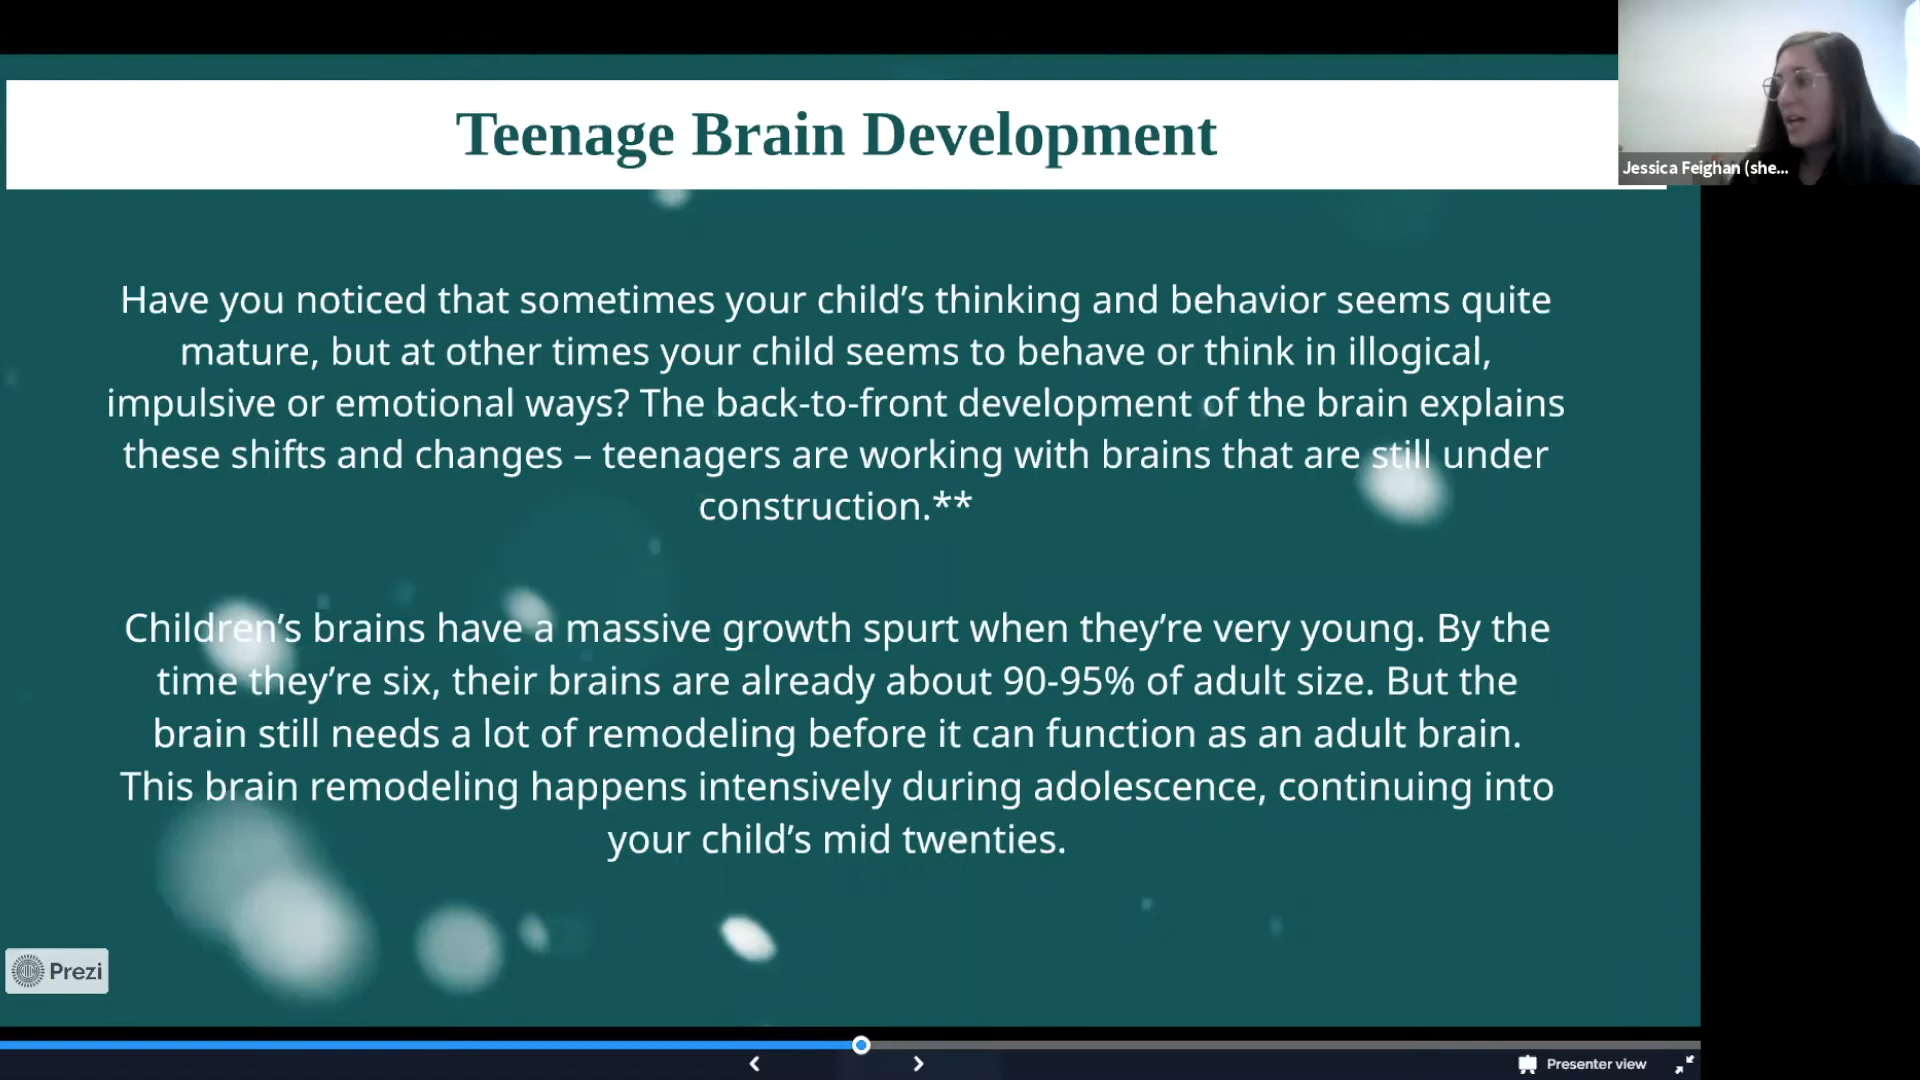 Teenage Brain Development
Jessica Feighan (she...
Have you noticed that sometimes your child’s thinking and behavior seems quite
mature, but at other times your child seems to behave or think in illogical,
impulsive or emotional ways? The back-to-front development of the brain explains
these shifts and changes – teenagers are working with brains that are still under
construction.**
Children’s brains have a massive growth spurt when they’re very young. By the
time they’re six, their brains are already about 90-95% of adult size. But the
brain still needs a lot of remodeling before it can function as an adult brain.
This brain remodeling happens intensively during adolescence, continuing into
your child’s mid twenties.
Prezi
Presenter view